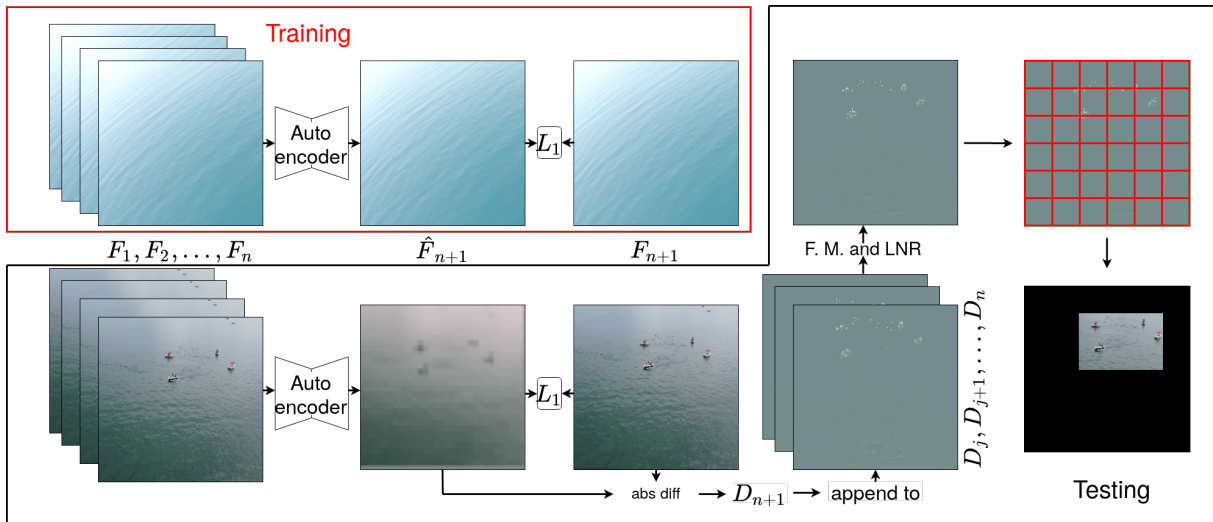 Training
Auto
encoder
L₁
F₁, F₂, . . . , Fₙ
F̂ₙ₊₁
Fₙ₊₁
F. M. and LNR
Auto
encoder
L₁
Dⱼ, Dⱼ₊₁, . . . , Dₙ
abs diff
Dₙ₊₁
append to
Testing